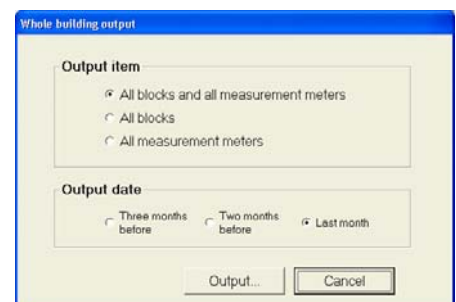 Whole building output
Output item
All blocks and all measurement meters
All blocks
All measurement meters
Output date
Three months
before
Two months
before
Last month
Output...
Cancel